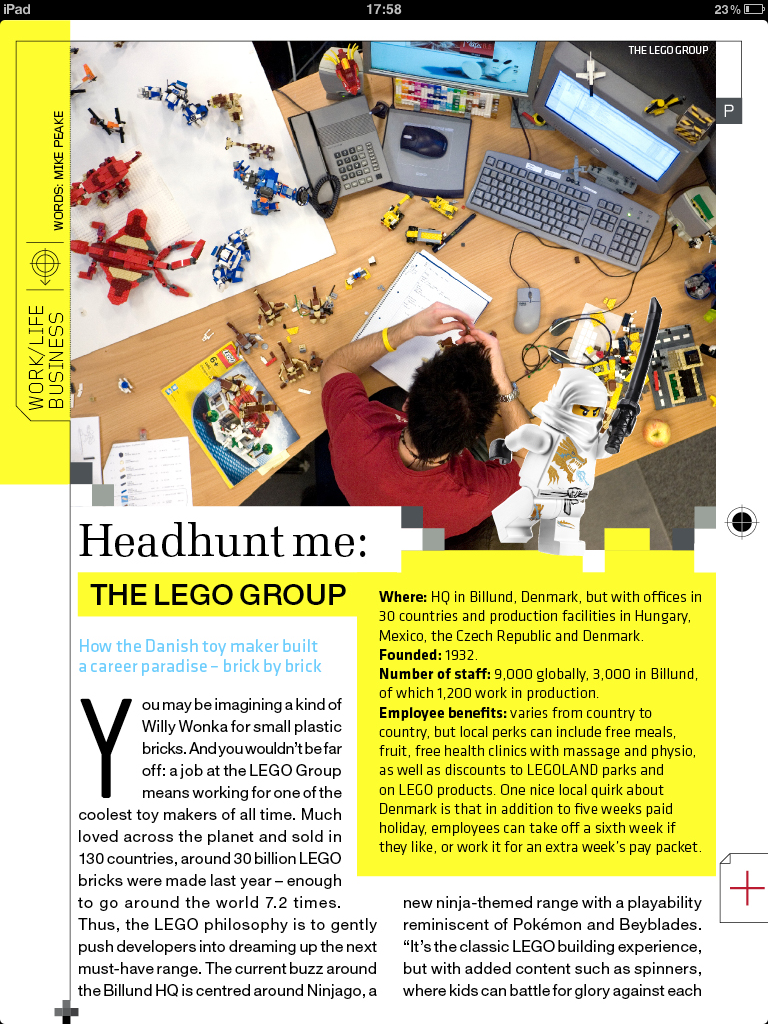 iPad
17:58
23%
THE LEGO GROUP
P
WORDS: MIKE PEAKE
WORK/LIFE
BUSINESS
LEGO
6+
Headhunt me:
THE LEGO GROUP
How the Danish toy maker built
a career paradise – brick by brick
You may be imagining a kind of
Willy Wonka for small plastic
bricks. And you wouldn't be far
off: a job at the LEGO Group
means working for one of the
coolest toy makers of all time. Much
loved across the planet and sold in
130 countries, around 30 billion LEGO
bricks were made last year – enough
to go around the world 7.2 times.
Thus, the LEGO philosophy is to gently
push developers into dreaming up the next
must-have range. The current buzz around
the Billund HQ is centred around Ninjago, a
Where: HQ in Billund, Denmark, but with offices in
30 countries and production facilities in Hungary,
Mexico, the Czech Republic and Denmark.
Founded: 1932.
Number of staff: 9,000 globally, 3,000 in Billund,
of which 1,200 work in production.
Employee benefits: varies from country to
country, but local perks can include free meals,
fruit, free health clinics with massage and physio,
as well as discounts to LEGOLAND parks and
on LEGO products. One nice local quirk about
Denmark is that in addition to five weeks paid
holiday, employees can take off a sixth week if
they like, or work it for an extra week's pay packet.
new ninja-themed range with a playability
reminiscent of Pokémon and Beyblades.
“It's the classic LEGO building experience,
but with added content such as spinners,
where kids can battle for glory against each